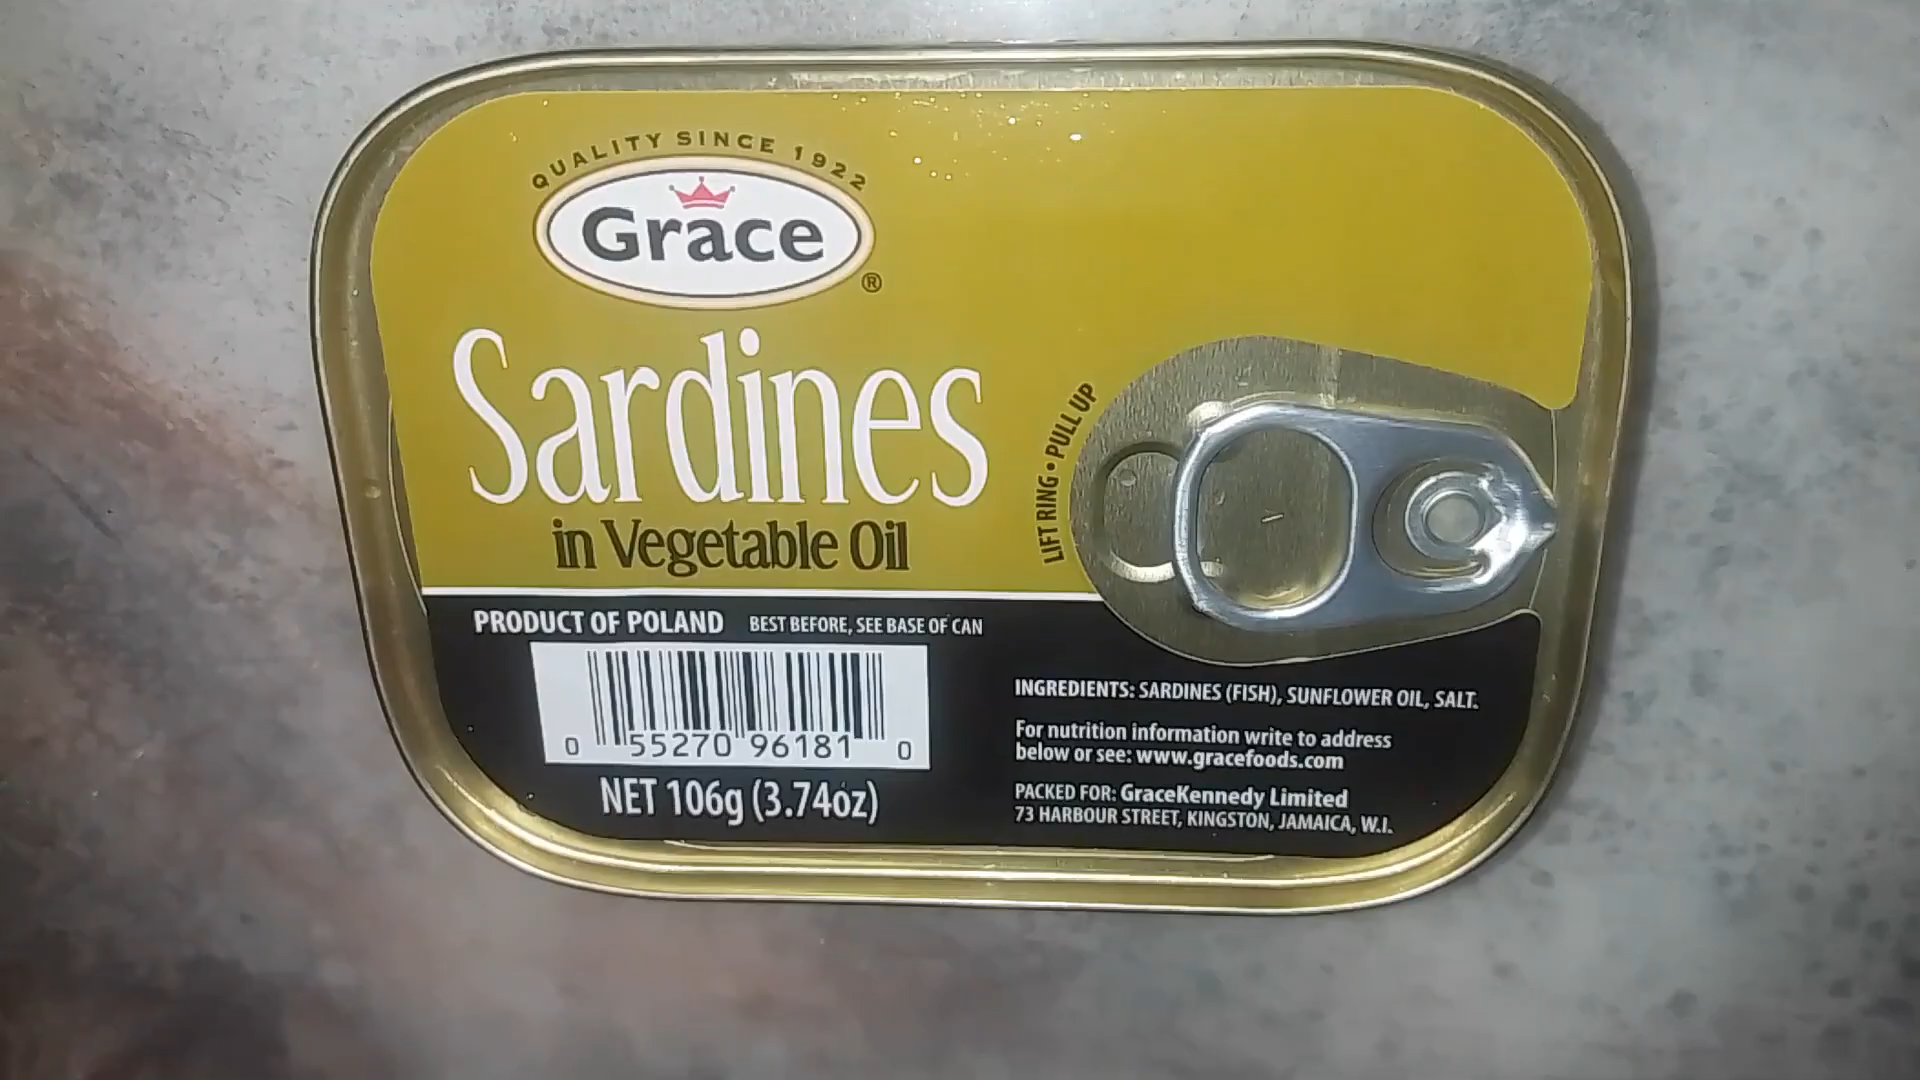 QUALITY SINCE 1922
Grace
®
Sardines
in Vegetable Oil
LIFT RING • PULL UP
PRODUCT OF POLAND BEST BEFORE, SEE BASE OF CAN
0 55270 96181 0
NET 106g (3.74oz)
INGREDIENTS: SARDINES (FISH), SUNFLOWER OIL, SALT.
For nutrition information write to address
below or see: www.gracefoods.com
PACKED FOR: GraceKennedy Limited
73 HARBOUR STREET, KINGSTON, JAMAICA, W.I.